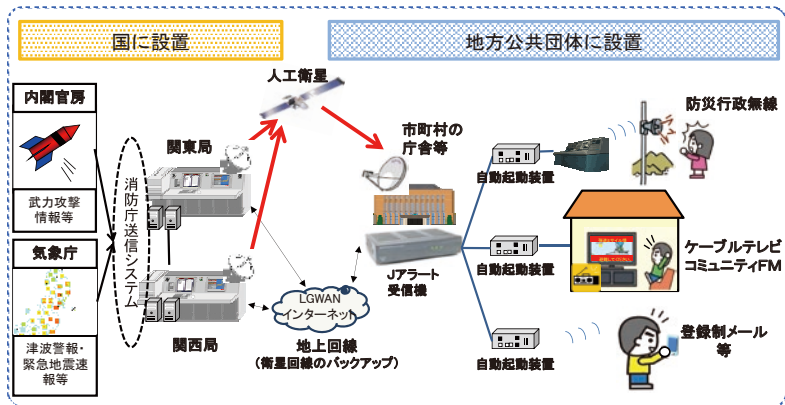 国に設置
地方公共団体に設置
内閣官房
武力攻撃
情報等
気象庁
津波警報・
緊急地震速
報等
消防庁送信システム
関東局
関西局
人工衛星
LGWAN
インターネット
地上回線
(衛星回線のバックアップ)
市町村の
庁舎等
Jアラート
受信機
自動起動装置
防災行政無線
自動起動装置
ケーブルテレビ
コミュニティFM
自動起動装置
登録制メール
等